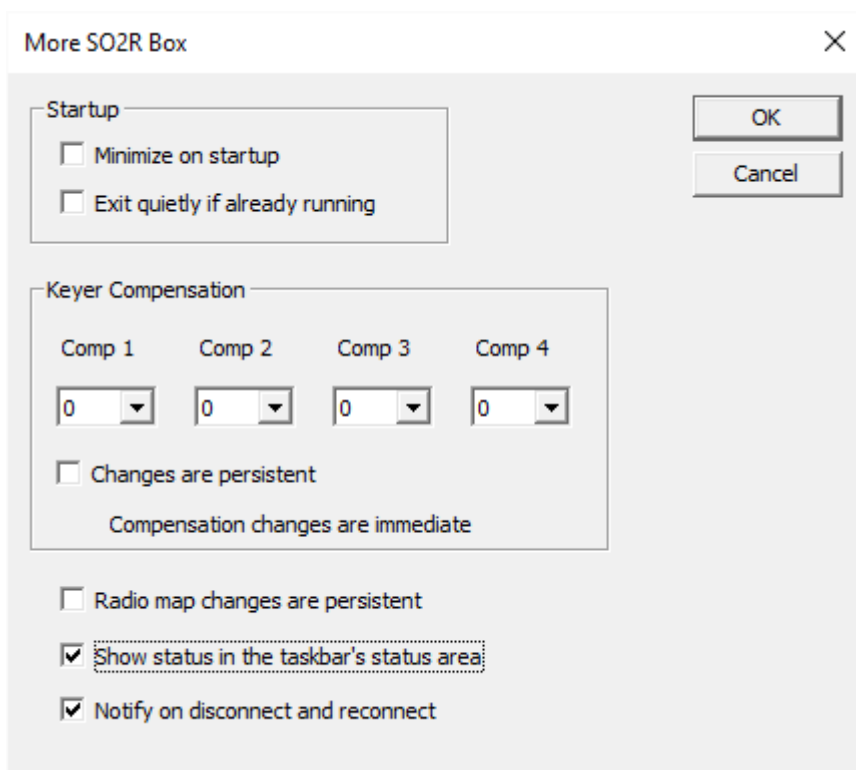 More SO2R Box
Startup
OK
Minimize on startup
Cancel
Exit quietly if already running
Keyer Compensation
Comp 1 Comp 2 Comp 3 Comp 4
0 0 0 0
Changes are persistent
Compensation changes are immediate
Radio map changes are persistent
Show status in the taskbar's status area
Notify on disconnect and reconnect